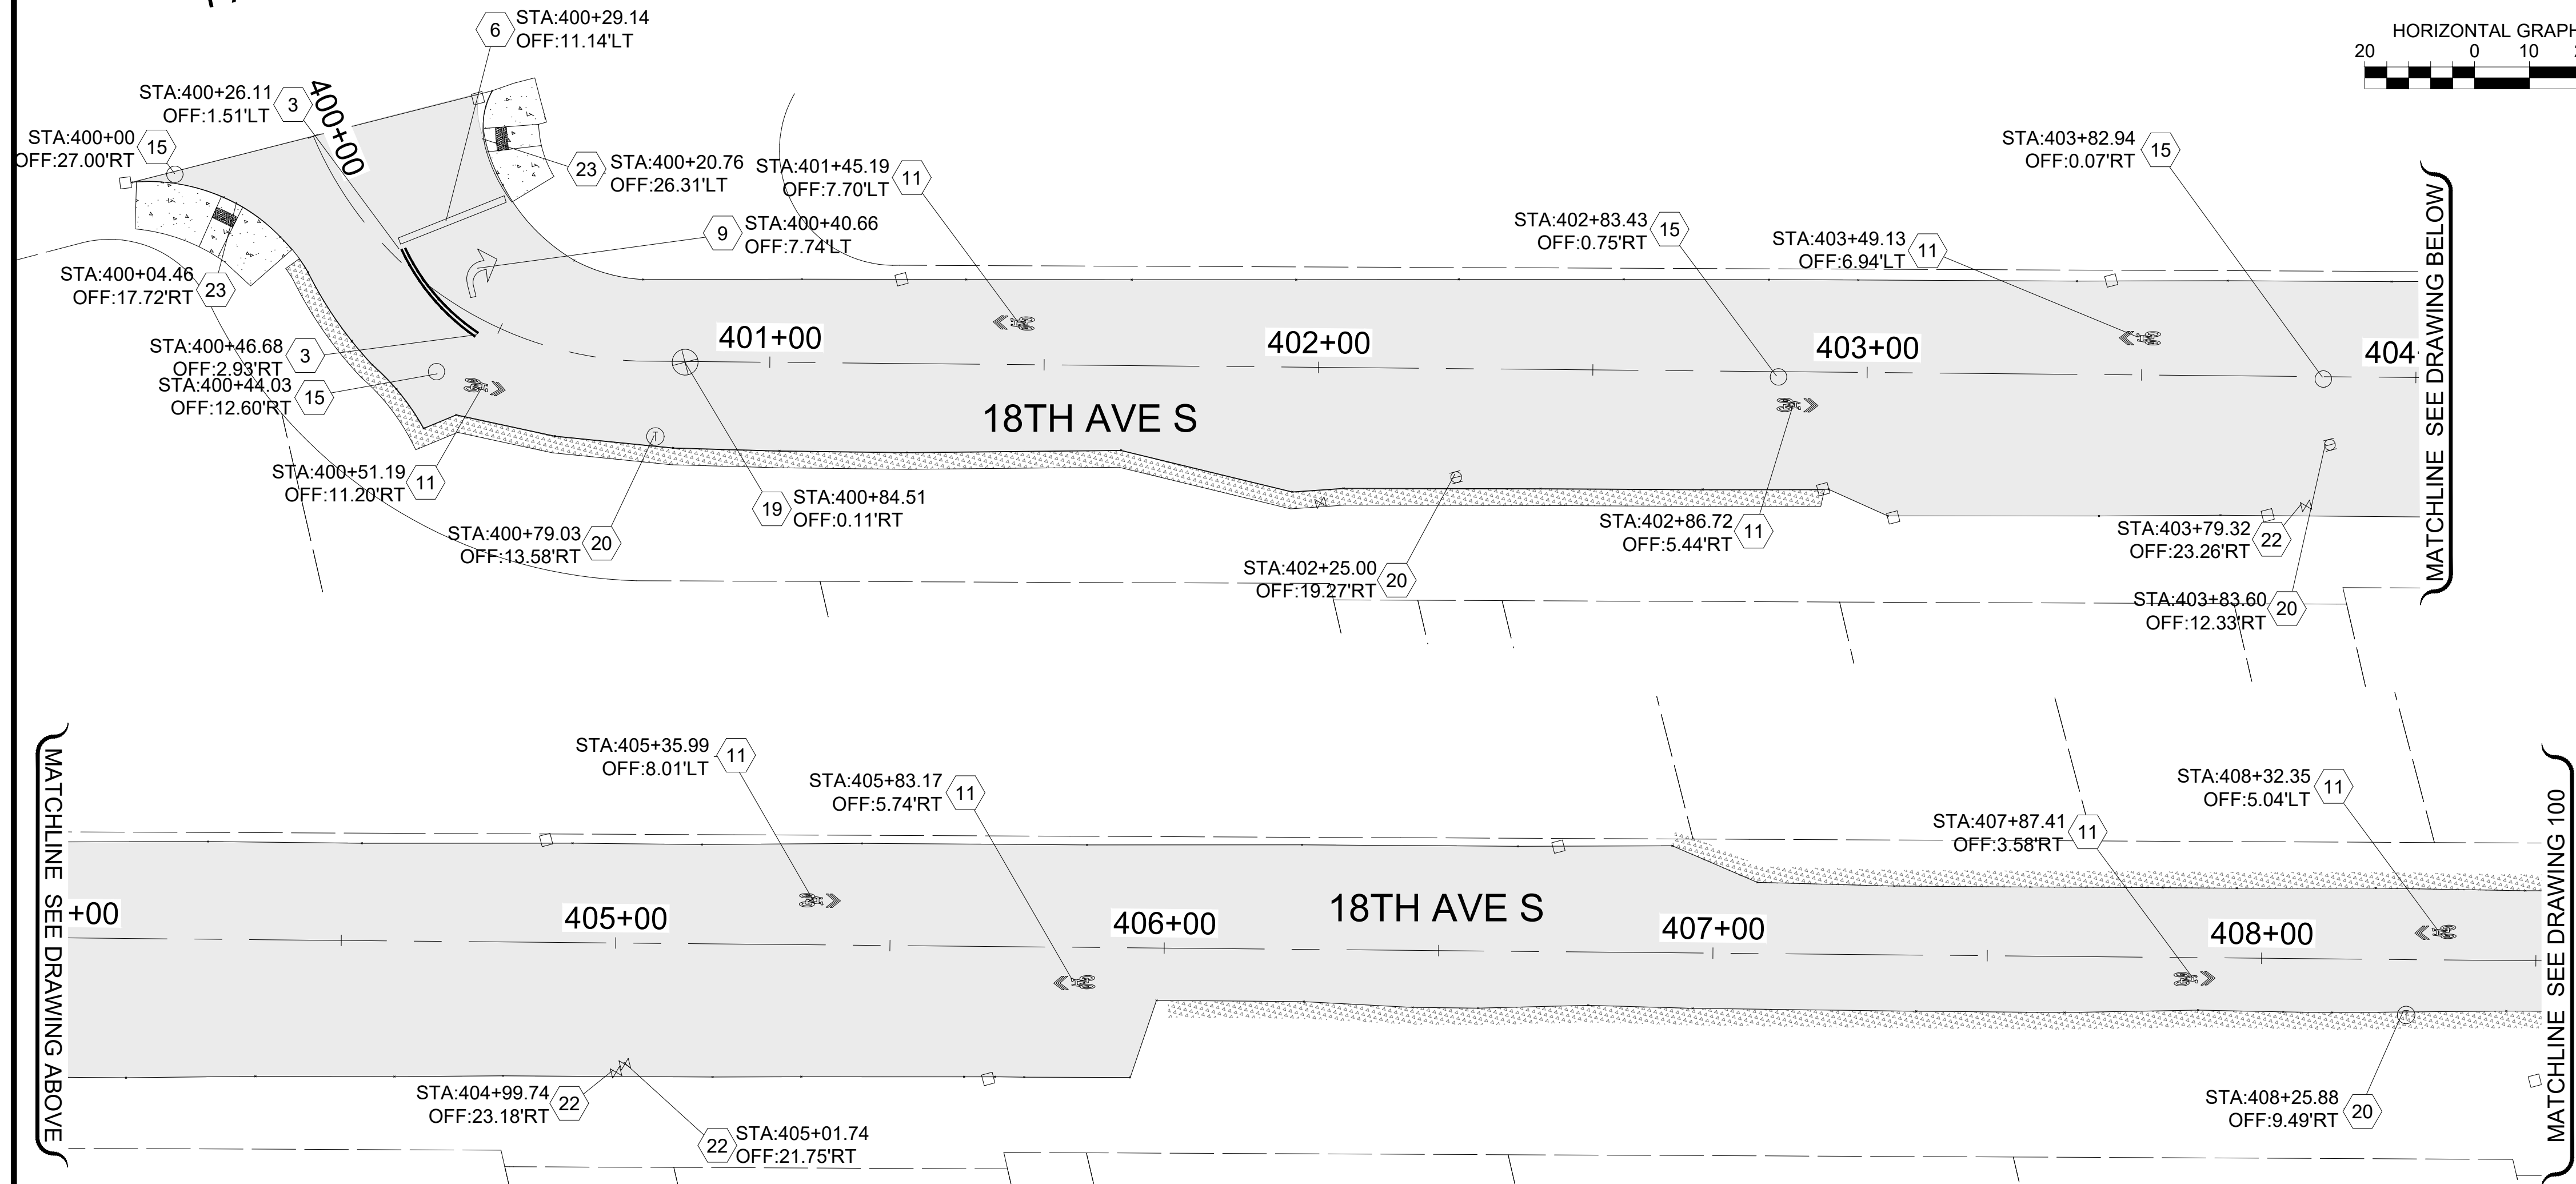 STA:400+29.14
OFF:11.14'LT
6
HORIZONTAL GRAPH
20 0 10
STA:400+26.11
OFF:1.51'LT
3
400+00
STA:400+00
OFF:27.00'RT
15
STA:400+20.76
OFF:26.31'LT
23
STA:401+45.19
OFF:7.70'LT
11
STA:403+82.94
OFF:0.07'RT
15
STA:400+40.66
OFF:7.74'LT
9
STA:402+83.43
OFF:0.75'RT
15
STA:403+49.13
OFF:6.94'LT
11
STA:400+04.46
OFF:17.72'RT
23
STA:400+46.68
OFF:2.93'RT
3
STA:400+44.03
OFF:12.60'RT
15
401+00
402+00
403+00
404+
18TH AVE S
MATCHLINE SEE DRAWING BELOW
STA:400+51.19
OFF:11.20'RT
11
STA:400+84.51
OFF:0.11'RT
19
STA:400+79.03
OFF:13.58'RT
20
STA:402+25.00
OFF:19.27'RT
20
STA:402+86.72
OFF:5.44'RT
11
STA:403+79.32
OFF:23.26'RT
22
STA:403+83.60
OFF:12.33'RT
20
MATCHLINE SEE DRAWING ABOVE
STA:405+35.99
OFF:8.01'LT
11
STA:405+83.17
OFF:5.74'RT
11
STA:408+32.35
OFF:5.04'LT
11
STA:407+87.41
OFF:3.58'RT
11
+00
405+00
406+00
18TH AVE S
407+00
408+00
MATCHLINE SEE DRAWING 100
STA:404+99.74
OFF:23.18'RT
22
STA:405+01.74
OFF:21.75'RT
22
STA:408+25.88
OFF:9.49'RT
20